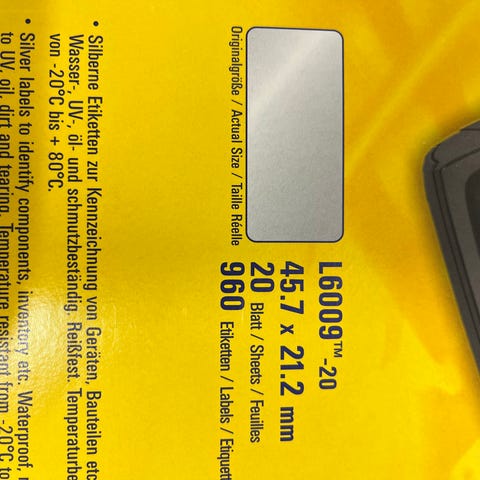 Originalgröße / Actual Size / Taille Réelle
L6009™-20
45.7 x 21.2 mm
20 Blatt / Sheets / Feuilles
960 Etiketten / Labels / Etiquett
• Silberne Etiketten zur Kennzeichnung von Geräten, Bauteilen etc
Wasser-, UV-, öl- und schmutzbeständig. Reißfest. Temperaturbe
von -20°C bis + 80°C.
• Silver labels to identify components, inventory etc. Waterproof,
to UV, oil, dirt and tearing. Temperature resistant from -20°C to